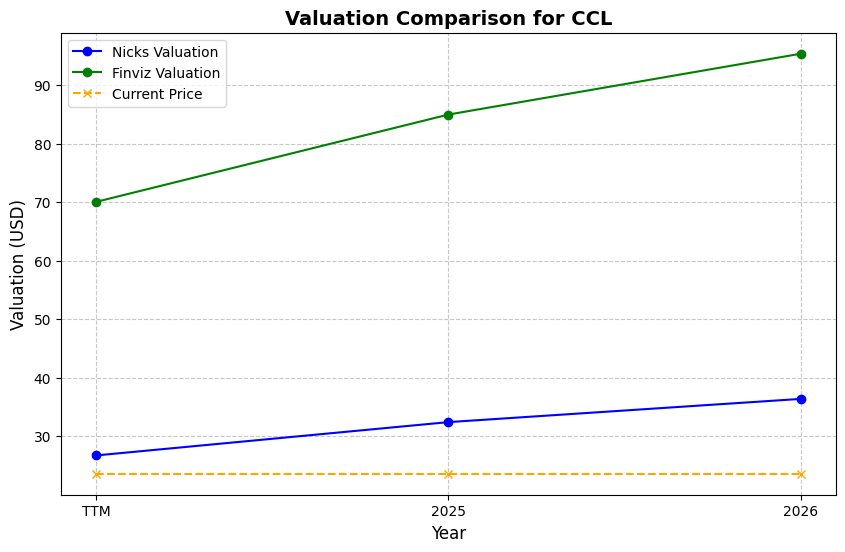 Valuation Comparison for CCL
Nicks Valuation
Finviz Valuation
Current Price
90
80
70
60
50
40
30
Valuation (USD)
TTM 2025 2026
Year